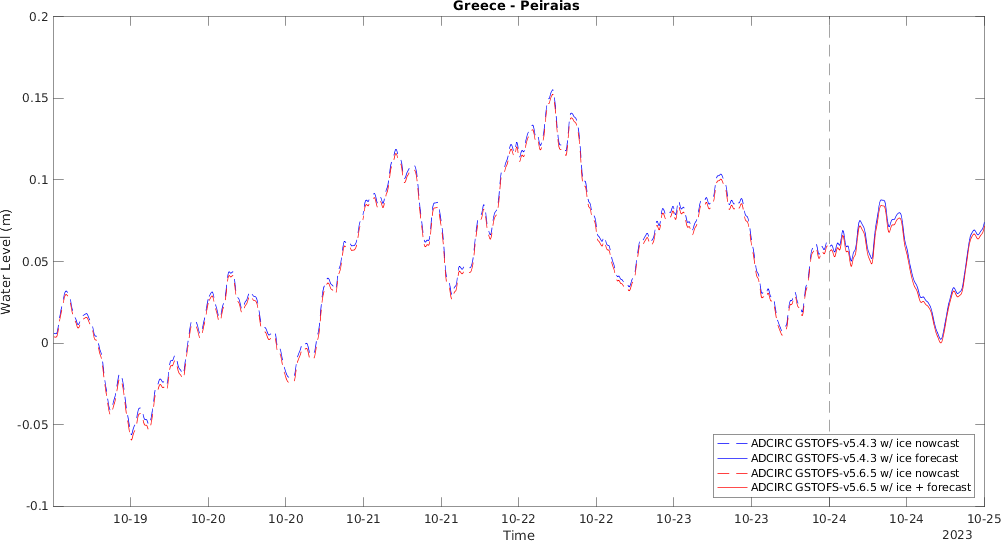 Greece - Peiraias
0.2
0.15
0.1
0.05
0
-0.05
-0.1
Water Level (m)
10-19
10-20
10-20
10-21
10-21
10-22
10-22
10-23
10-23
10-24
10-24
10-25
Time
2023
ADCIRC GSTOFS-v5.4.3 w/ ice nowcast
ADCIRC GSTOFS-v5.4.3 w/ ice forecast
ADCIRC GSTOFS-v5.6.5 w/ ice nowcast
ADCIRC GSTOFS-v5.6.5 w/ ice + forecast